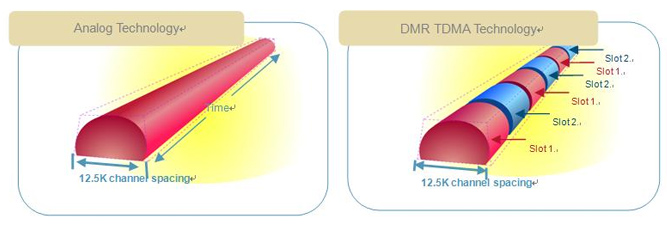 Analog Technology
DMR TDMA Technology
Time
12.5K channel spacing
Slot 2.
Slot 1.
Slot 2.
Slot 1.
Slot 2.
Slot 1.
12.5K channel spacing